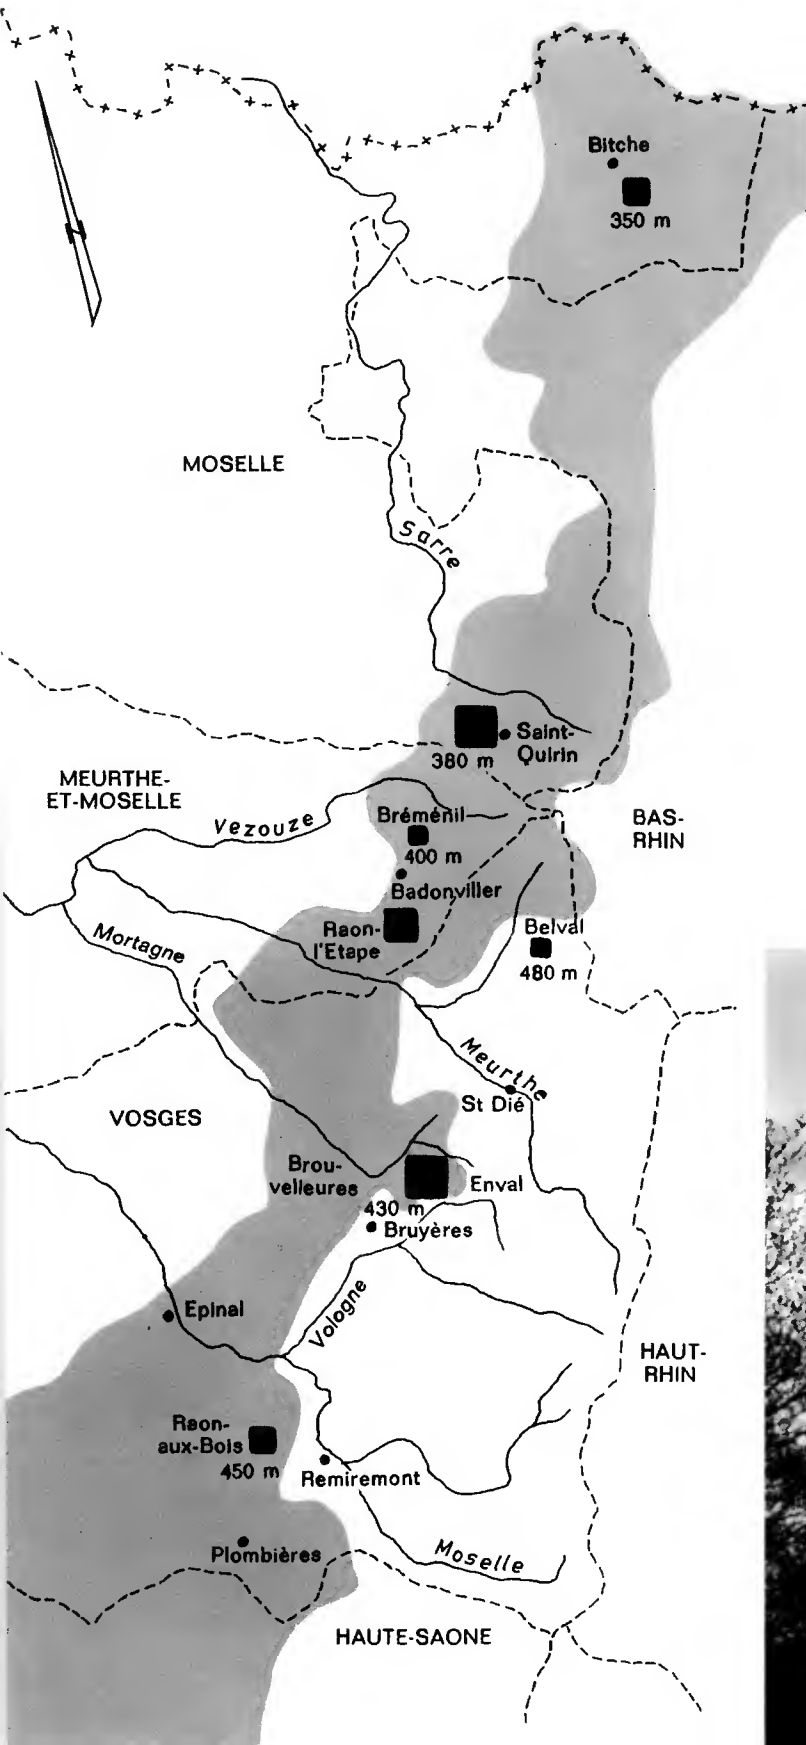 Bitche
350 m
N
MOSELLE
Sarre
Saint-
Quirin
380 m
MEURTHE-
ET-MOSELLE
Vezouze
Bréménil
400 m
BAS-
RHIN
Badonviller
Raon-
l'Etape
Belval
480 m
Mortagne
Meurthe
St Dié
VOSGES
Brou-
velleures
Enval
430 m
Bruyères
Epinal
Vologne
HAUT-
RHIN
Raon-
aux-Bois
450 m
Remiremont
Plombières
Moselle
HAUTE-SAONE